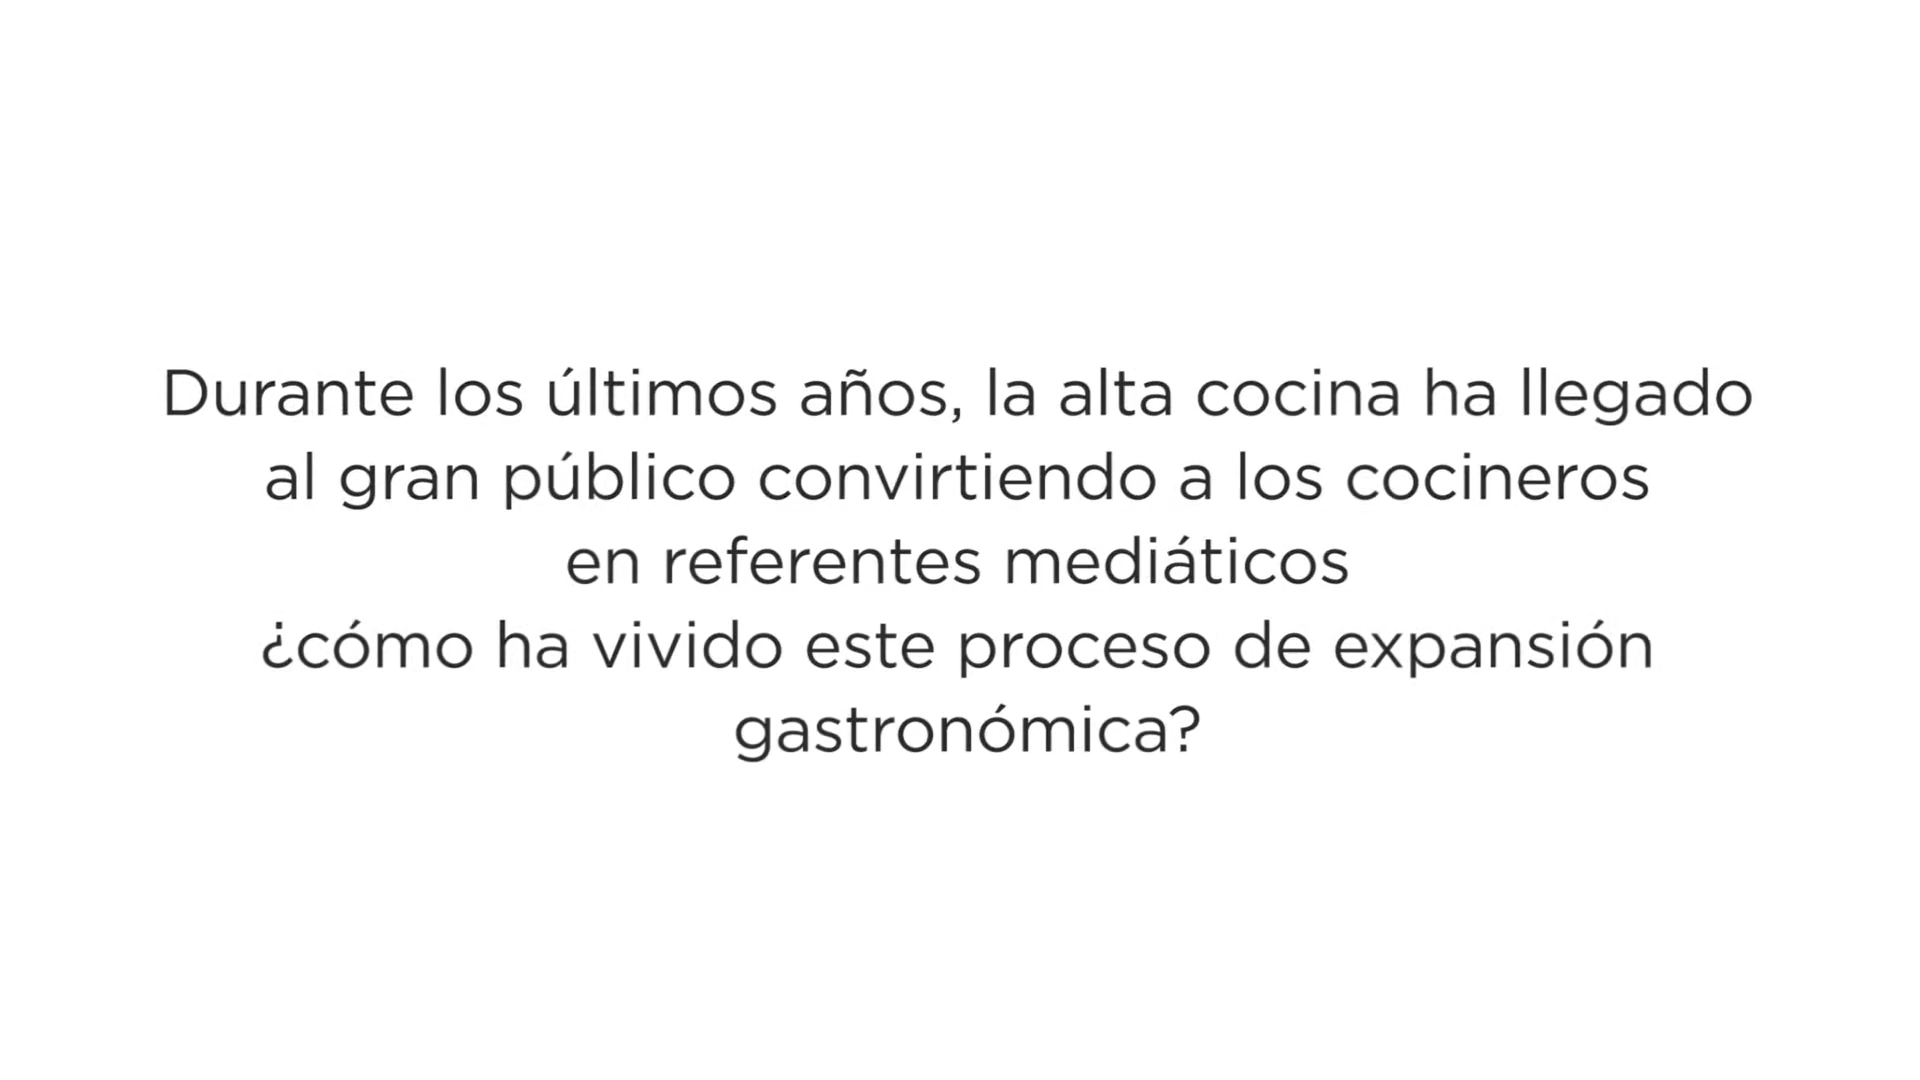 Durante los últimos años, la alta cocina ha llegado
al gran público convirtiendo a los cocineros
en referentes mediáticos
¿cómo ha vivido este proceso de expansión
gastronómica?